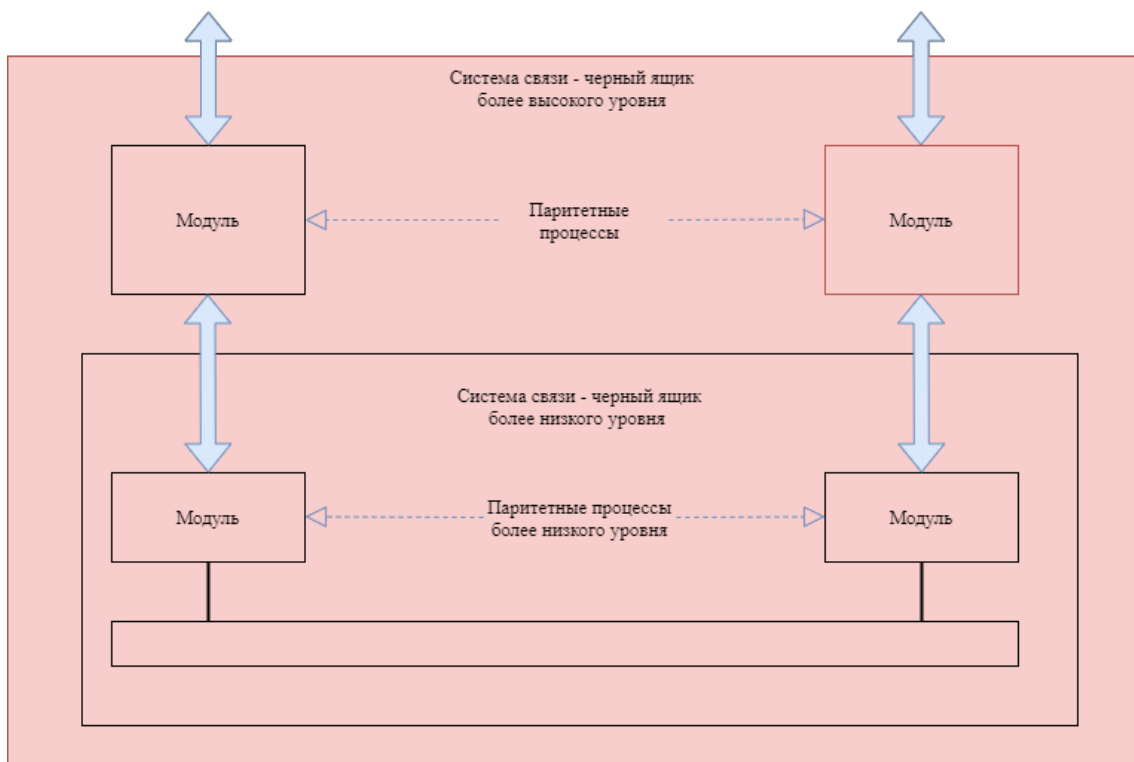 Система связи - черный ящик
более высокого уровня
Модуль
Паритетные
процессы
Модуль
Система связи - черный ящик
более низкого уровня
Модуль
Паритетные процессы
более низкого уровня
Модуль